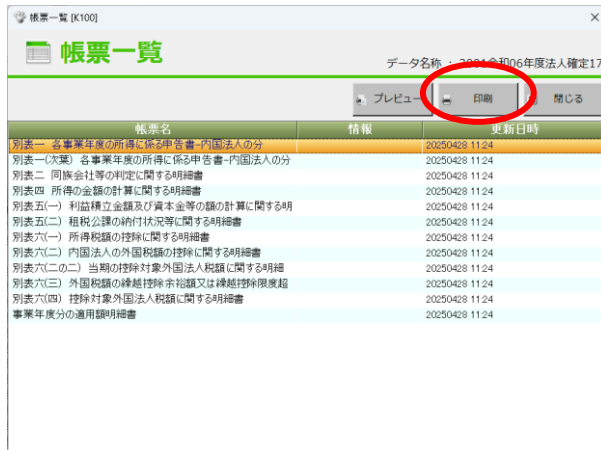 帳票一覧 [K100]
帳票一覧
データ名称 : 2001令和06年度法人確定17
プレビュー 印刷 閉じる
帳票名 情報 更新日時
別表一 各事業年度の所得に係る申告書-内国法人の分 20250428 11:24
別表一(次葉) 各事業年度の所得に係る申告書-内国法人の分 20250428 11:24
別表二 同族会社等の判定に関する明細書 20250428 11:24
別表四 所得の金額の計算に関する明細書 20250428 11:24
別表五(一) 利益積立金額及び資本金等の額の計算に関する明 20250428 11:24
別表五(二) 租税公課の納付状況等に関する明細書 20250428 11:24
別表六(一) 所得税額の控除に関する明細書 20250428 11:24
別表六(二) 内国法人の外国税額の控除に関する明細書 20250428 11:24
別表六(二の二) 当期の控除対象外国法人税額に関する明細 20250428 11:24
別表六(三) 外国税額の繰越控除余裕額又は繰越控除限度超 20250428 11:24
別表六(四) 控除対象外国法人税額に関する明細書 20250428 11:24
事業年度分の適用額明細書 20250428 11:24